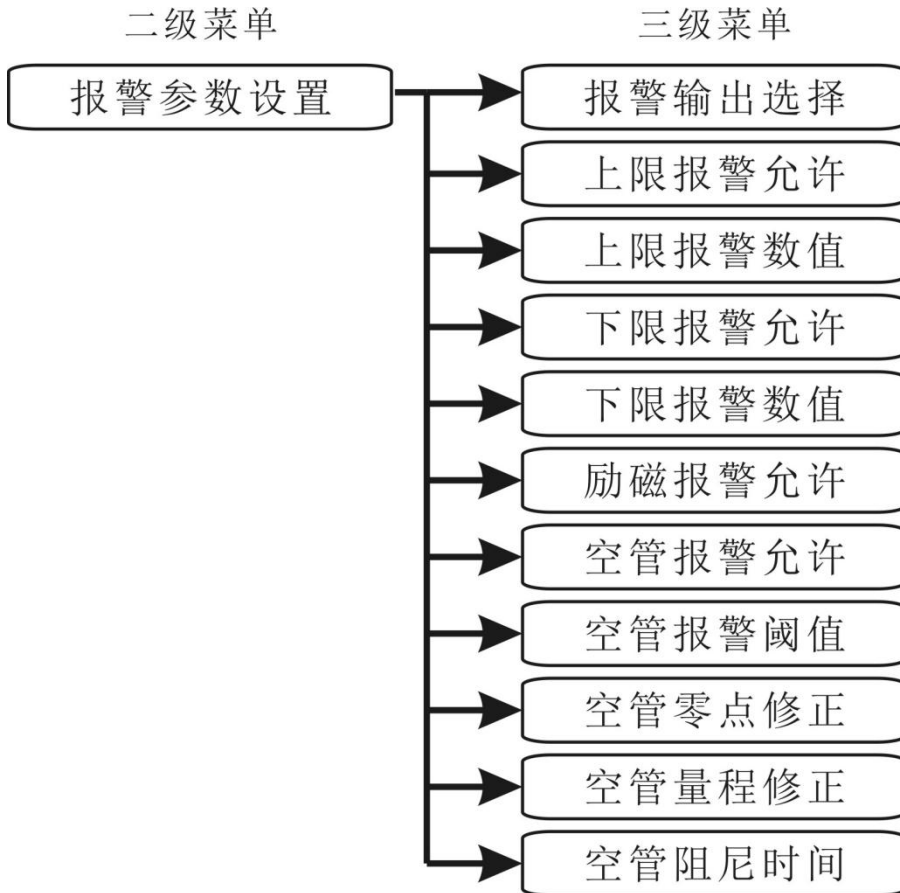 二级菜单
三级菜单
报警参数设置
报警输出选择
上限报警允许
上限报警数值
下限报警允许
下限报警数值
励磁报警允许
空管报警允许
空管报警阈值
空管零点修正
空管量程修正
空管阻尼时间